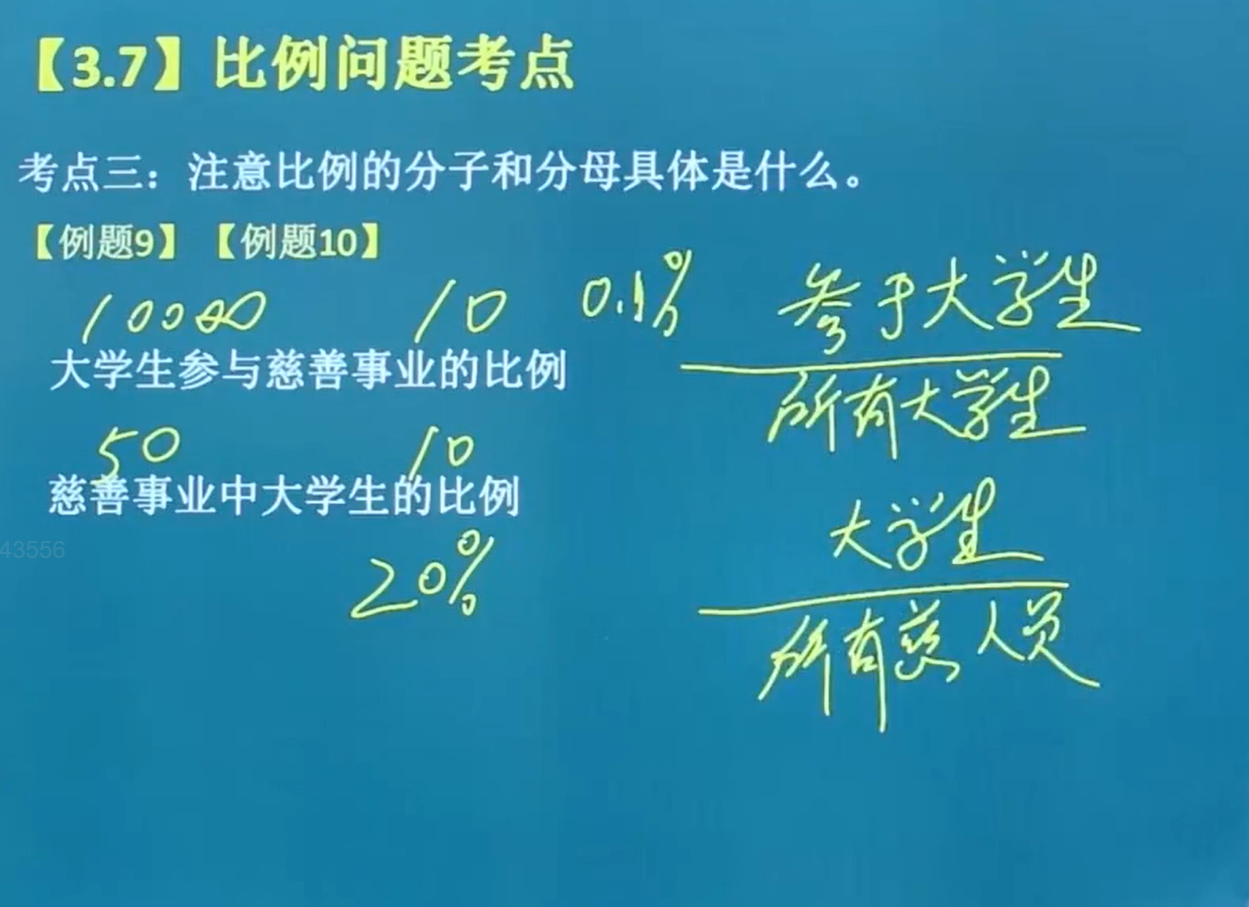 【3.7】比例问题考点
考点三：注意比例的分子和分母具体是什么。
【例题9】【例题10】
10000 10 0.1%
参于大学生
大学生参与慈善事业的比例
所有大学生
50 10
慈善事业中大学生的比例
大学生
20%
所有慈人员
43556